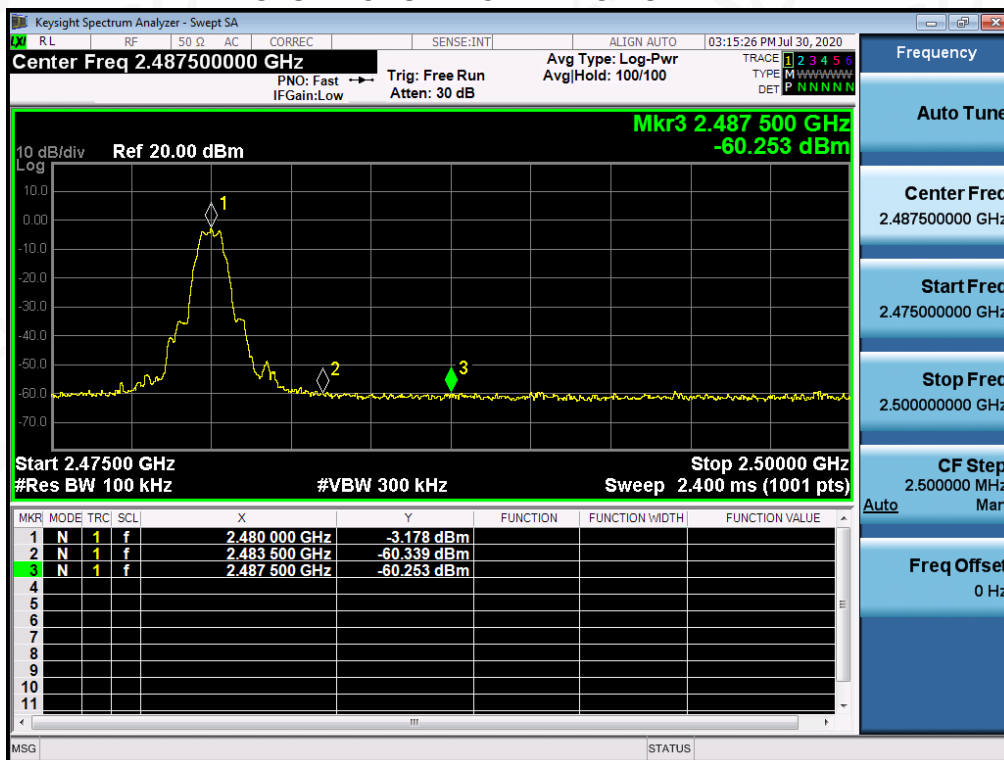 Keysight Spectrum Analyzer - Swept SA
LXI RL RF 50 Ω AC CORREC SENSE:INT ALIGN AUTO 03:15:26 PM Jul 30, 2020
Center Freq 2.487500000 GHz
PNO: Fast
IFGain:Low
Trig: Free Run
Atten: 30 dB
Avg Type: Log-Pwr
Avg|Hold: 100/100
TRACE 1 2 3 4 5 6
TYPE M WWWWW
DET P N N N N N
Mkr3 2.487 500 GHz
-60.253 dBm
10 dB/div Ref 20.00 dBm
Log
10.0
0.00
-10.0
-20.0
-30.0
-40.0
-50.0
-60.0
-70.0
1
2
3
Start 2.47500 GHz Stop 2.50000 GHz
#Res BW 100 kHz #VBW 300 kHz Sweep 2.400 ms (1001 pts)
MKR MODE TRC SCL X Y FUNCTION FUNCTION WIDTH FUNCTION VALUE
1 N 1 f 2.480 000 GHz -3.178 dBm
2 N 1 f 2.483 500 GHz -60.339 dBm
3 N 1 f 2.487 500 GHz -60.253 dBm
4
5
6
7
8
9
10
11
MSG STATUS
Frequency
Auto Tune
Center Freq
2.487500000 GHz
Start Freq
2.475000000 GHz
Stop Freq
2.500000000 GHz
CF Step
2.500000 MHz
Auto Man
Freq Offset
0 Hz